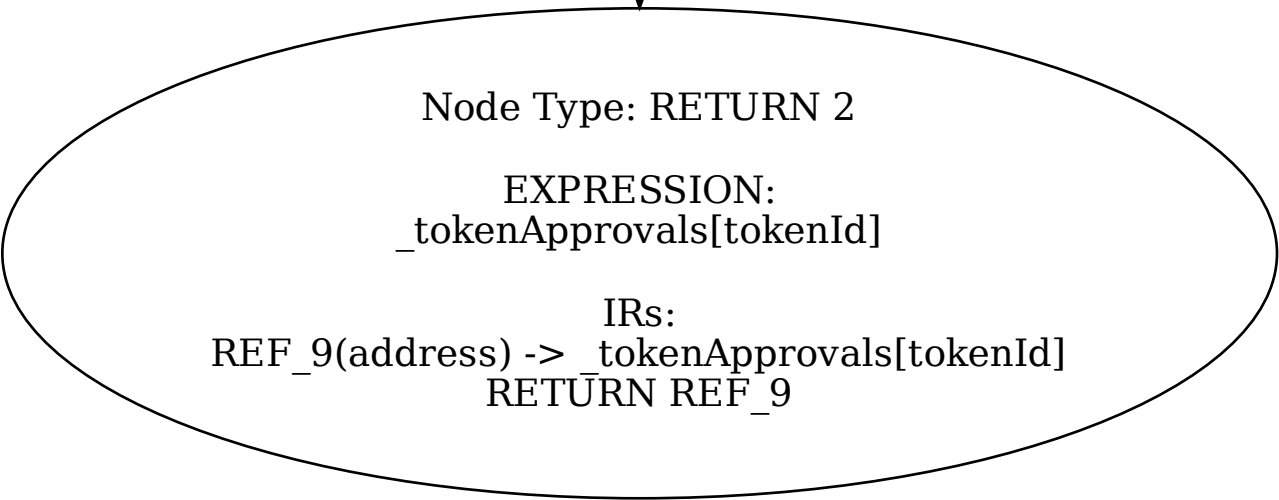 Node Type: RETURN 2
EXPRESSION:
_tokenApprovals[tokenId]
IRs:
REF_9(address) -> _tokenApprovals[tokenId]
RETURN REF_9